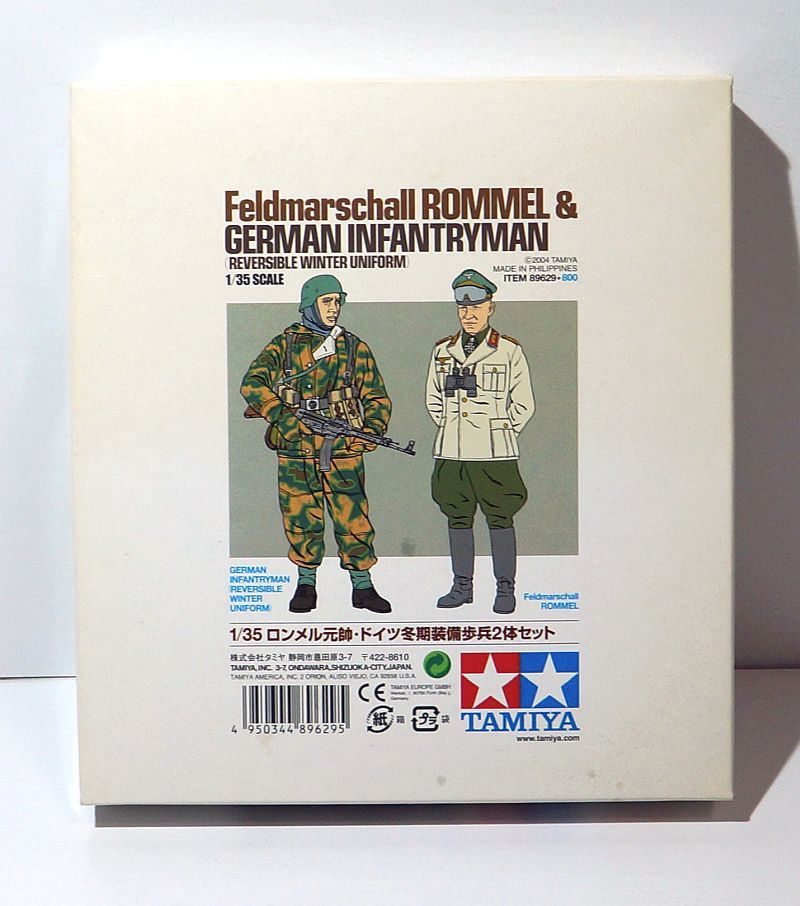 Feldmarschall ROMMEL &
GERMAN INFANTRYMAN
(REVERSIBLE WINTER UNIFORM)
1/35 SCALE
©2004 TAMIYA
MADE IN PHILIPPINES
ITEM 89629•800
1
GERMAN
INFANTRYMAN
(REVERSIBLE
WINTER
UNIFORM)
Feldmarschall
ROMMEL
1/35 ロンメル元帥・ドイツ冬期装備歩兵2体セット
株式会社タミヤ 静岡市恩田原3-7 〒422-8610
TAMIYA, INC. 3-7, ONDAWARA, SHIZUOKA-CITY, JAPAN.
TAMIYA AMERICA, INC. 2 ORION, ALISO VIEJO, CA 92656 U.S.A.
TAMIYA EUROPE GMBH
Germany
CE
紙 箱 プラ 袋
4 950344 896295
TAMIYA
www.tamiya.com